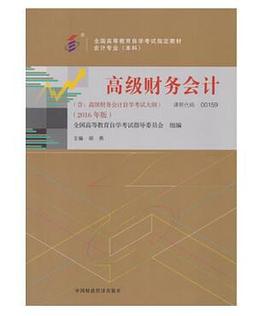 全国高等教育自学考试指定教材
会计专业(本科)
高级财务会计
(含:高级财务会计自学考试大纲) 课程代码 00159
(2016年版)
全国高等教育自学考试指导委员会 组编
主编 胡 燕
中国财政经济出版社